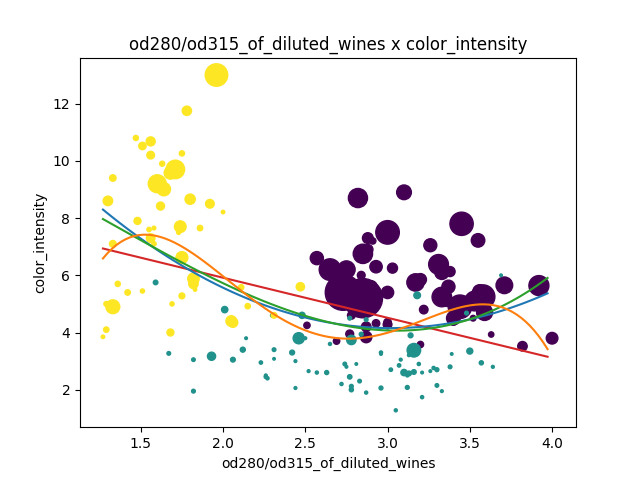 od280/od315_of_diluted_wines x color_intensity
12
10
8
6
4
2
color_intensity
1.5 2.0 2.5 3.0 3.5 4.0
od280/od315_of_diluted_wines